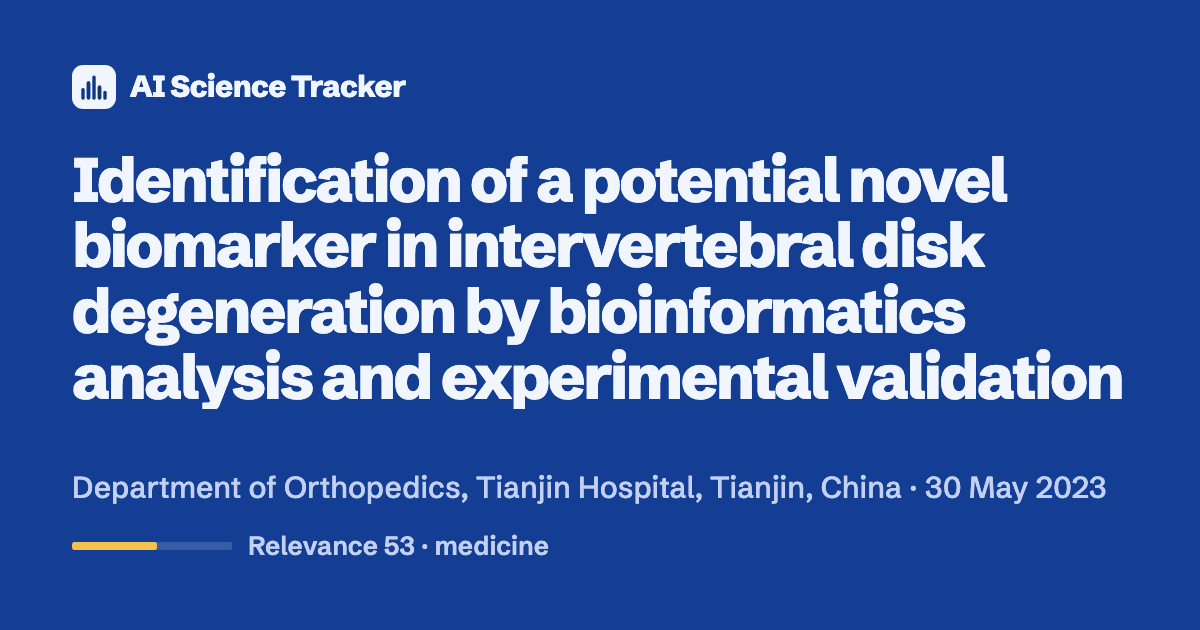 AI Science Tracker
Identification of a potential novel
biomarker in intervertebral disk
degeneration by bioinformatics
analysis and experimental validation
Department of Orthopedics, Tianjin Hospital, Tianjin, China · 30 May 2023
Relevance 53 · medicine